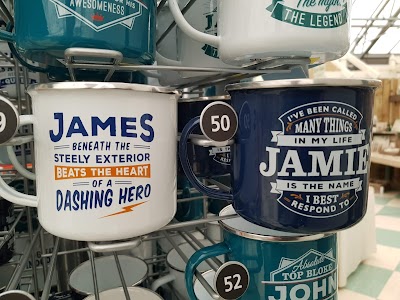 AWESOMENESS
THE LEGEND
JAMES
BENEATH THE
STEELY EXTERIOR
BEATS THE HEART
OF A
DASHING HERO
50
I'VE BEEN CALLED
MANY THINGS
IN MY LIFE
JAMIE
IS THE NAME
I BEST
RESPOND TO
52
Absolute
TOP BLOKE
JOHN